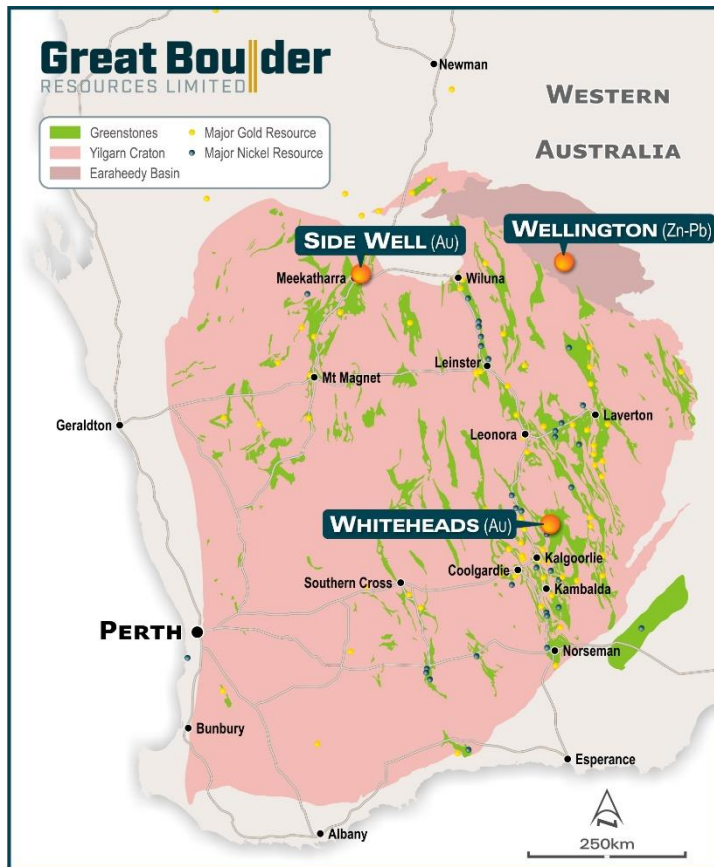 Great Boulder
RESOURCES LIMITED
Greenstones
Yilgarn Craton
Earaheedy Basin
Major Gold Resource
Major Nickel Resource
Newman
WESTERN
AUSTRALIA
SIDE WELL (Au)
WELLINGTON (Zn-Pb)
Meekatharra
Wiluna
Leinster
Mt Magnet
Laverton
Geraldton
Leonora
WHITEHEADS (Au)
Kalgoorlie
Coolgardie
Southern Cross
Kambalda
PERTH
Norseman
Bunbury
Esperance
Albany
N
250km